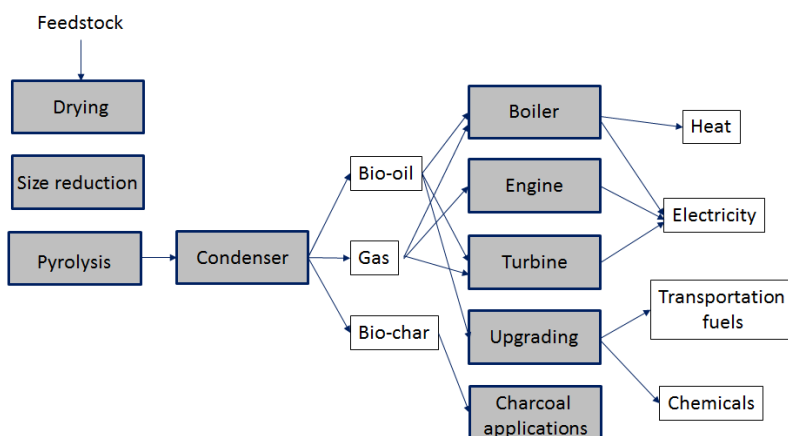 Feedstock
Drying
Size reduction
Pyrolysis
Condenser
Bio-oil
Gas
Bio-char
Boiler
Engine
Turbine
Upgrading
Charcoal
applications
Heat
Electricity
Transportation
fuels
Chemicals